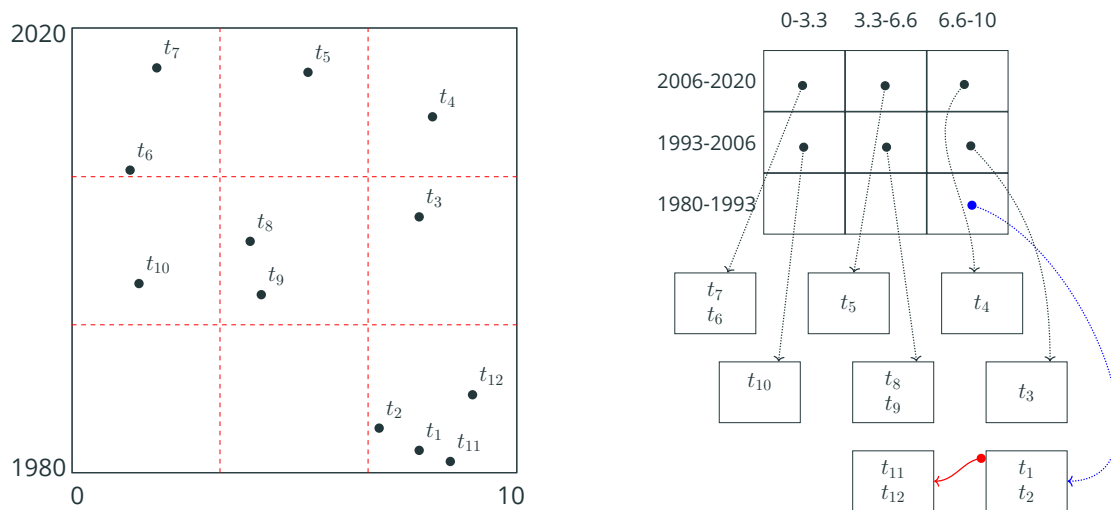 2020
t₇
t₅
t₄
t₆
t₃
t₈
t₁₀
t₉
t₁₂
t₂
t₁
t₁₁
1980
0
10
0-3.3 3.3-6.6 6.6-10
2006-2020
1993-2006
1980-1993
t₇
t₆
t₅
t₄
t₁₀
t₈
t₉
t₃
t₁₁
t₁₂
t₁
t₂